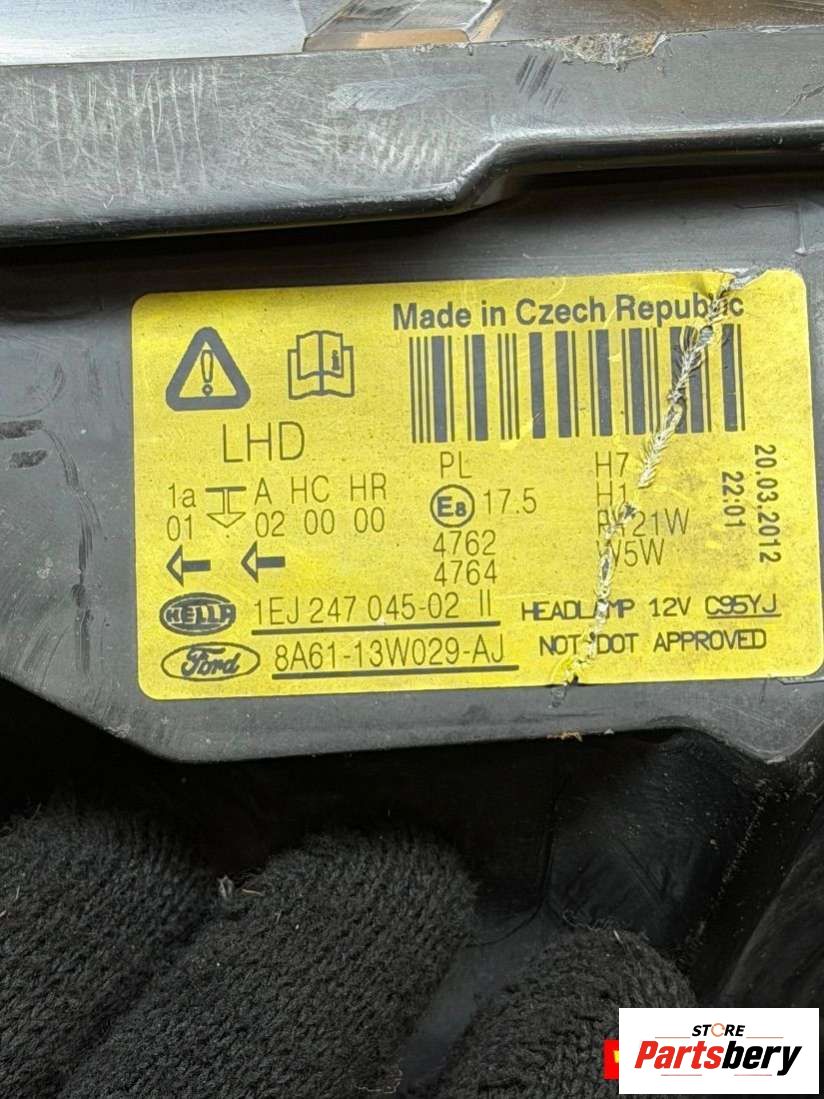 Made in Czech Republic
LHD
PL
H7
1a A HC HR
E8 17.5
H1
01 02 00 00
4762
PY21W
4764
W5W
20.03.2012
22:01
HELLA 1EJ 247 045-02 II HEADLAMP 12V C95YJ
Ford 8A61-13W029-AJ NOT DOT APPROVED
STORE
Partsbery